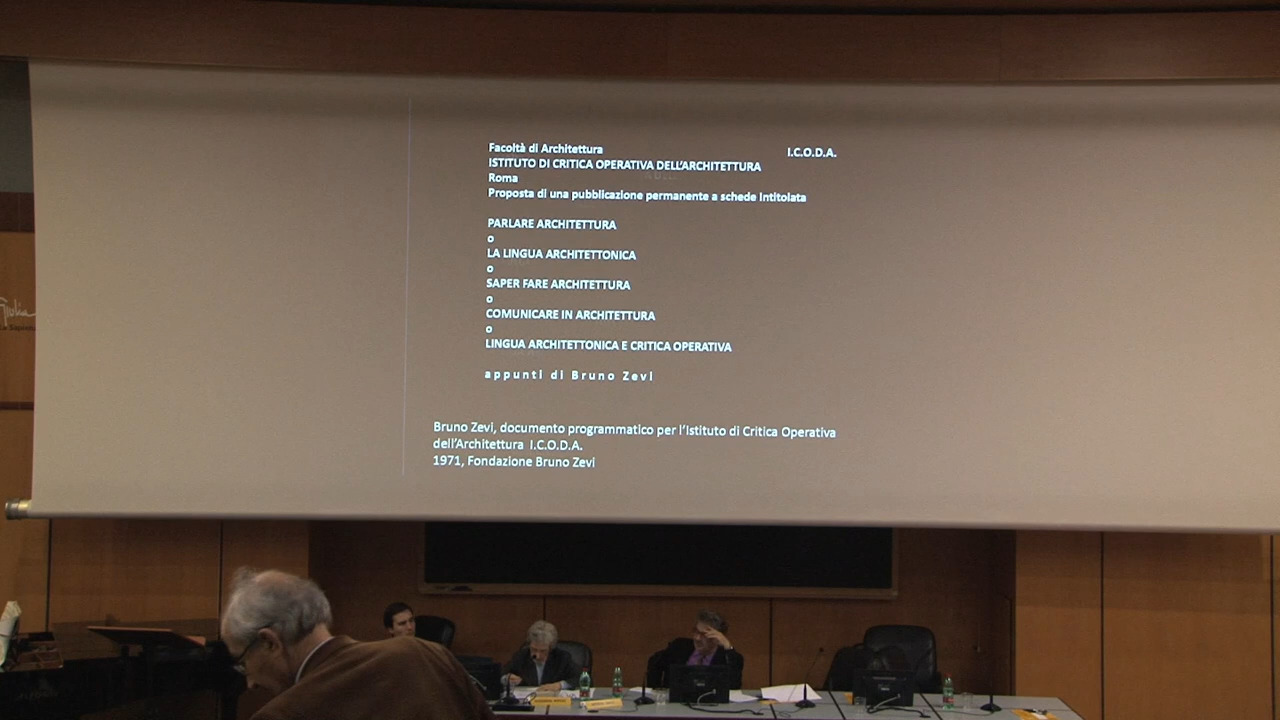 Facoltà di Architettura I.C.O.D.A.
ISTITUTO DI CRITICA OPERATIVA DELL'ARCHITETTURA
Roma
Proposta di una pubblicazione permanente a schede Intitolata
PARLARE ARCHITETTURA
o
LA LINGUA ARCHITETTONICA
o
SAPER FARE ARCHITETTURA
o
COMUNICARE IN ARCHITETTURA
o
LINGUA ARCHITETTONICA E CRITICA OPERATIVA
appunti di Bruno Zevi
Bruno Zevi, documento programmatico per l'Istituto di Critica Operativa
dell'Architettura I.C.O.D.A.
1971, Fondazione Bruno Zevi
Giulia